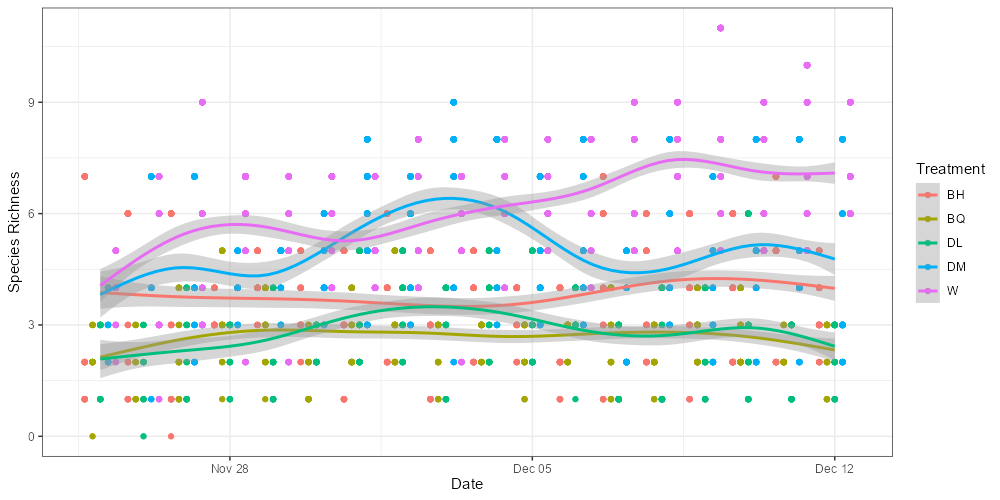 9
6
3
0
Species Richness
Nov 28
Dec 05
Dec 12
Date
Treatment
BH
BQ
DL
DM
W